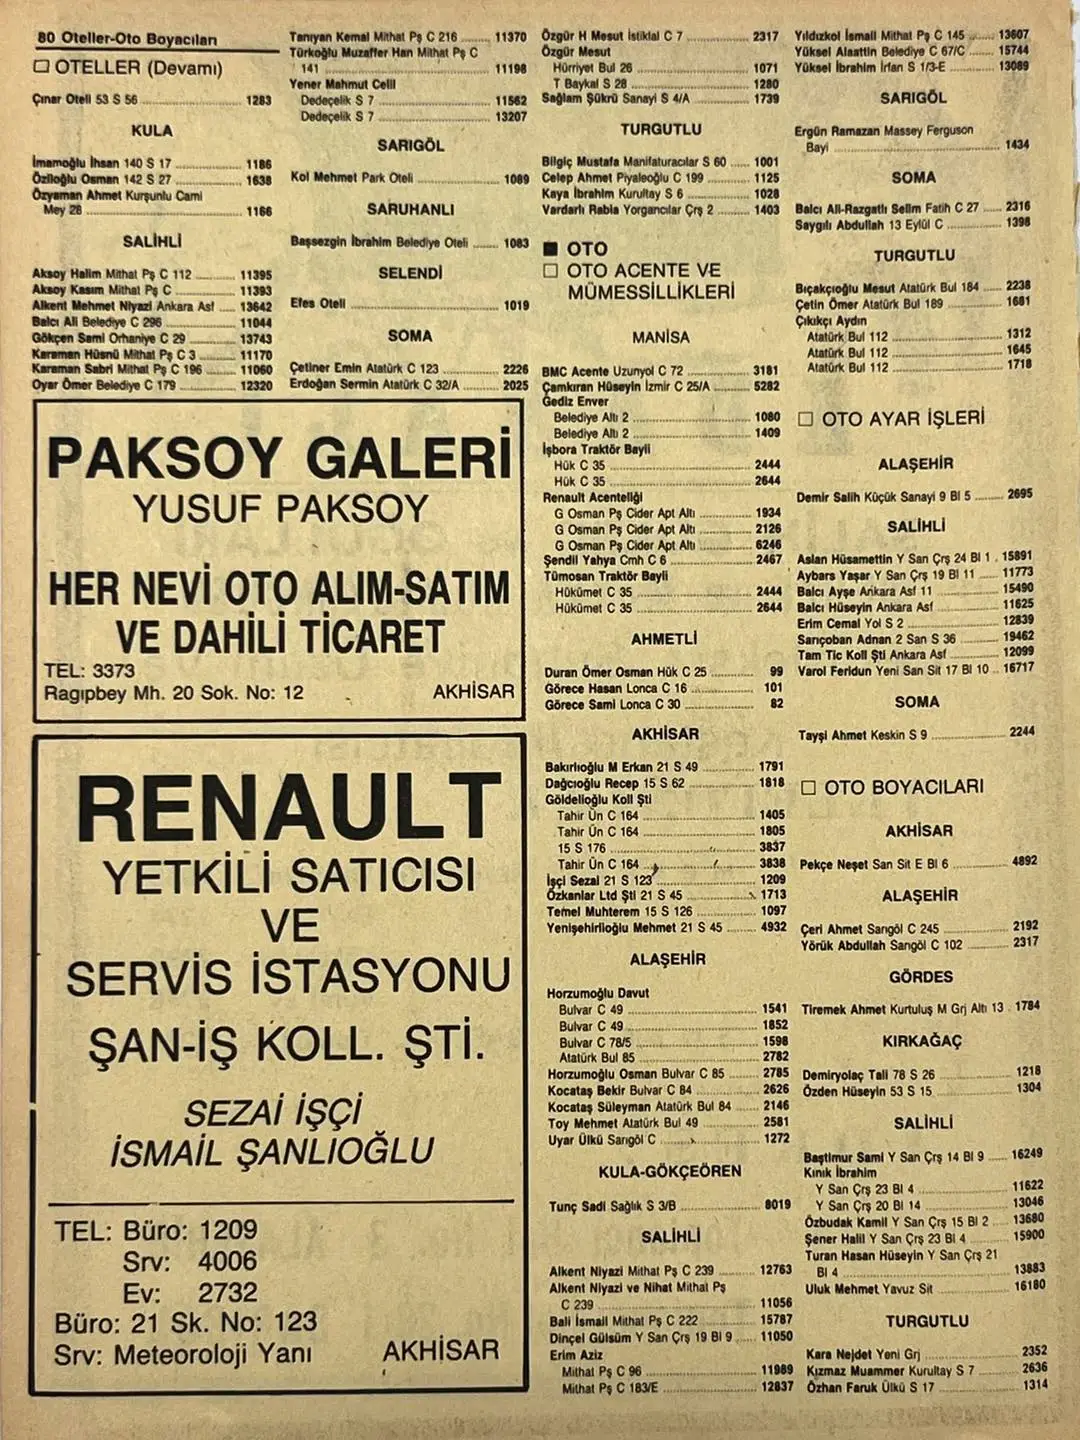 80 Oteller-Oto Boyacıları
☐ OTELLER (Devamı)
Çınar Oteli 53 S 56 ........ 1283
KULA
İmamoğlu İhsan 140 S 17 ........ 1186
Öziloğlu Osman 142 S 27 ........ 1638
Özyaman Ahmet Kurşunlu Cami
Mey 28 ........ 1166
SALİHLİ
Aksoy Halim Mithat Pş C 112 ........ 11395
Aksoy Kasım Mithat Pş C ........ 11393
Alkent Mehmet Niyazi Ankara Asf ........ 13642
Balcı Ali Belediye C 296 ........ 11044
Gökçen Sami Orhaniye C 29 ........ 13743
Karaman Hüsnü Mithat Pş C 3 ........ 11170
Karaman Sabri Mithat Pş C 196 ........ 11060
Oyar Ömer Belediye C 179 ........ 12320
Tanıyan Kemal Mithat Pş C 216 ........ 11370
Türkoğlu Muzaffer Han Mithat Pş C
141 ........ 11198
Yener Mahmut Celil
Dedeçelik S 7 ........ 11562
Dedeçelik S 7 ........ 13207
SARIGÖL
Kol Mehmet Park Oteli ........ 1089
SARUHANLI
Başsezgin İbrahim Belediye Oteli ........ 1083
SELENDİ
Efes Oteli ........ 1019
SOMA
Çetiner Emin Atatürk C 123 ........ 2226
Erdoğan Sermin Atatürk C 32/A ........ 2025
PAKSOY GALERİ
YUSUF PAKSOY
HER NEVİ OTO ALIM-SATIM
VE DAHİLİ TİCARET
TEL: 3373
Ragıpbey Mh. 20 Sok. No: 12 AKHİSAR
RENAULT
YETKİLİ SATICISI
VE
SERVİS İSTASYONU
ŞAN-İŞ KOLL. ŞTİ.
SEZAİ İŞÇİ
İSMAİL ŞANLIOĞLU
TEL: Büro: 1209
Srv: 4006
Ev: 2732
Büro: 21 Sk. No: 123
Srv: Meteoroloji Yanı AKHİSAR
Özgür H Mesut İstiklal C 7 ........ 2317
Özgür Mesut
Hürriyet Bul 26 ........ 1071
T Baykal S 28 ........ 1280
Sağlam Şükrü Sanayi S 4/A ........ 1739
TURGUTLU
Bilgiç Mustafa Manifaturacılar S 60 ........ 1001
Celep Ahmet Piyaleoğlu C 199 ........ 1125
Kaya İbrahim Kurultay S 6 ........ 1028
Vardarlı Rabia Yorgancılar Çrş 2 ........ 1403
■ OTO
☐ OTO ACENTE VE
MÜMESSİLLİKLERİ
MANİSA
BMC Acente Uzunyol C 72 ........ 3181
Çamkıran Hüseyin İzmir C 25/A ........ 5282
Gediz Enver
Belediye Altı 2 ........ 1080
Belediye Altı 2 ........ 1409
İşbora Traktör Bayii
Hük C 35 ........ 2444
Hük C 35 ........ 2644
Renault Acenteliği
G Osman Pş Cider Apt Altı ........ 1934
G Osman Pş Cider Apt Altı ........ 2126
G Osman Pş Cider Apt Altı ........ 6246
Şendil Yahya Cmh C 6 ........ 2467
Tümosan Traktör Bayii
Hükümet C 35 ........ 2444
Hükümet C 35 ........ 2644
AHMETLİ
Duran Ömer Osman Hük C 25 ........ 99
Görece Hasan Lonca C 16 ........ 101
Görece Sami Lonca C 30 ........ 82
AKHİSAR
Bakırlıoğlu M Erkan 21 S 49 ........ 1791
Dağcıoğlu Recep 15 S 62 ........ 1818
Göldelioğlu Koll Şti
Tahir Ün C 164 ........ 1405
Tahir Ün C 164 ........ 1805
15 S 176 ........ 3837
Tahir Ün C 164 ........ 3838
İşçi Sezai 21 S 123 ........ 1209
Özkanlar Ltd Şti 21 S 45 ........ 1713
Temel Muhterem 15 S 126 ........ 1097
Yenişehirlioğlu Mehmet 21 S 45 ........ 4932
ALAŞEHİR
Horzumoğlu Davut
Bulvar C 49 ........ 1541
Bulvar C 49 ........ 1852
Bulvar C 78/5 ........ 1598
Atatürk Bul 85 ........ 2782
Horzumoğlu Osman Bulvar C 85 ........ 2785
Kocataş Bekir Bulvar C 84 ........ 2626
Kocataş Süleyman Atatürk Bul 84 ........ 2146
Toy Mehmet Atatürk Bul 49 ........ 2581
Uyar Ülkü Sarıgöl C ........ 1272
KULA-GÖKÇEÖREN
Tunç Sadi Sağlık S 3/B ........ 8019
SALİHLİ
Alkent Niyazi Mithat Pş C 239 ........ 12763
Alkent Niyazi ve Nihat Mithat Pş
C 239 ........ 11056
Bali İsmail Mithat Pş C 222 ........ 15787
Dinçel Gülsüm Y San Çrş 19 Bl 9 ........ 11050
Erim Aziz
Mithat Pş C 96 ........ 11989
Mithat Pş C 183/E ........ 12837
Yıldızkol İsmail Mithat Pş C 145 ........ 13607
Yüksel Alaattin Belediye C 67/C ........ 15744
Yüksel İbrahim İrfan S 1/3-E ........ 13089
SARIGÖL
Ergün Ramazan Massey Ferguson
Bayi ........ 1434
SOMA
Balcı Ali-Razgatlı Selim Fatih C 27 ........ 2316
Saygılı Abdullah 13 Eylül C ........ 1398
TURGUTLU
Bıçakçıoğlu Mesut Atatürk Bul 184 ........ 2238
Çetin Ömer Atatürk Bul 189 ........ 1681
Çıkıkçı Aydın
Atatürk Bul 112 ........ 1312
Atatürk Bul 112 ........ 1645
Atatürk Bul 112 ........ 1718
☐ OTO AYAR İŞLERİ
ALAŞEHİR
Demir Salih Küçük Sanayi 9 Bl 5 ........ 2695
SALİHLİ
Aslan Hüsamettin Y San Çrş 24 Bl 1 . 15891
Aybars Yaşar Y San Çrş 19 Bl 11 ........ 11773
Balcı Ayşe Ankara Asf 11 ........ 15490
Balcı Hüseyin Ankara Asf ........ 11625
Erim Cemal Yol S 2 ........ 12839
Sarıçoban Adnan 2 San S 36 ........ 19462
Tam Tic Koll Şti Ankara Asf ........ 12099
Varol Feridun Yeni San Sit 17 Bl 10 .. 16717
SOMA
Tayşi Ahmet Keskin S 9 ........ 2244
☐ OTO BOYACILARI
AKHİSAR
Pekçe Neşet San Sit E Bl 6 ........ 4892
ALAŞEHİR
Çeri Ahmet Sarıgöl C 245 ........ 2192
Yörük Abdullah Sarıgöl C 102 ........ 2317
GÖRDES
Tiremek Ahmet Kurtuluş M Grj Altı 13 . 1784
KIRKAĞAÇ
Demiryolaç Tali 78 S 26 ........ 1218
Özden Hüseyin 53 S 15 ........ 1304
SALİHLİ
Baştimur Sami Y San Çrş 14 Bl 9 ........ 16249
Kınık İbrahim
Y San Çrş 23 Bl 4 ........ 11622
Y San Çrş 20 Bl 14 ........ 13046
Özbudak Kamil Y San Çrş 15 Bl 2 ........ 13680
Şener Halil Y San Çrş 23 Bl 4 ........ 15900
Turan Hasan Hüseyin Y San Çrş 21
Bl 4 ........ 13883
Uluk Mehmet Yavuz Sit ........ 16180
TURGUTLU
Kara Nejdet Yeni Grj ........ 2352
Kızmaz Muammer Kurultay S 7 ........ 2636
Özhan Faruk Ülkü S 17 ........ 1314